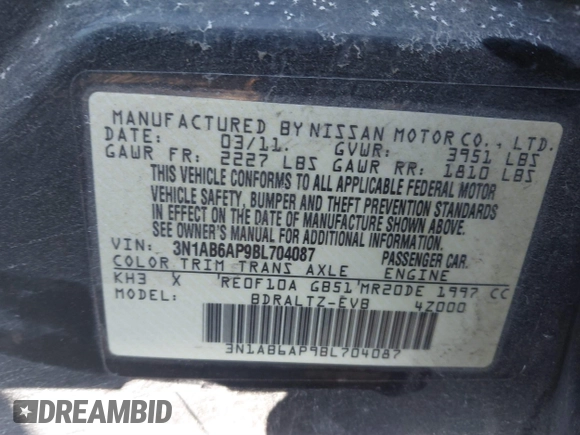 MANUFACTURED BY NISSAN MOTOR CO., LTD.
DATE: 03/11. GVWR: 3951 LBS
GAWR FR: 2227 LBS GAWR RR: 1810 LBS
THIS VEHICLE CONFORMS TO ALL APPLICABLE FEDERAL MOTOR
VEHICLE SAFETY, BUMPER AND THEFT PREVENTION STANDARDS
IN EFFECT ON THE DATE OF MANUFACTURE SHOWN ABOVE.
SEE OWNER'S MANUAL FOR ADDITIONAL INFORMATION
VIN: 3N1AB6AP9BL704087 PASSENGER CAR.
COLOR TRIM TRANS AXLE ENGINE
KH3 X RE0F10A GB51 MR20DE 1997 CC
MODEL: BDRALTZ-EVB 4Z000
3N1AB6AP9BL704087
DREAMBID